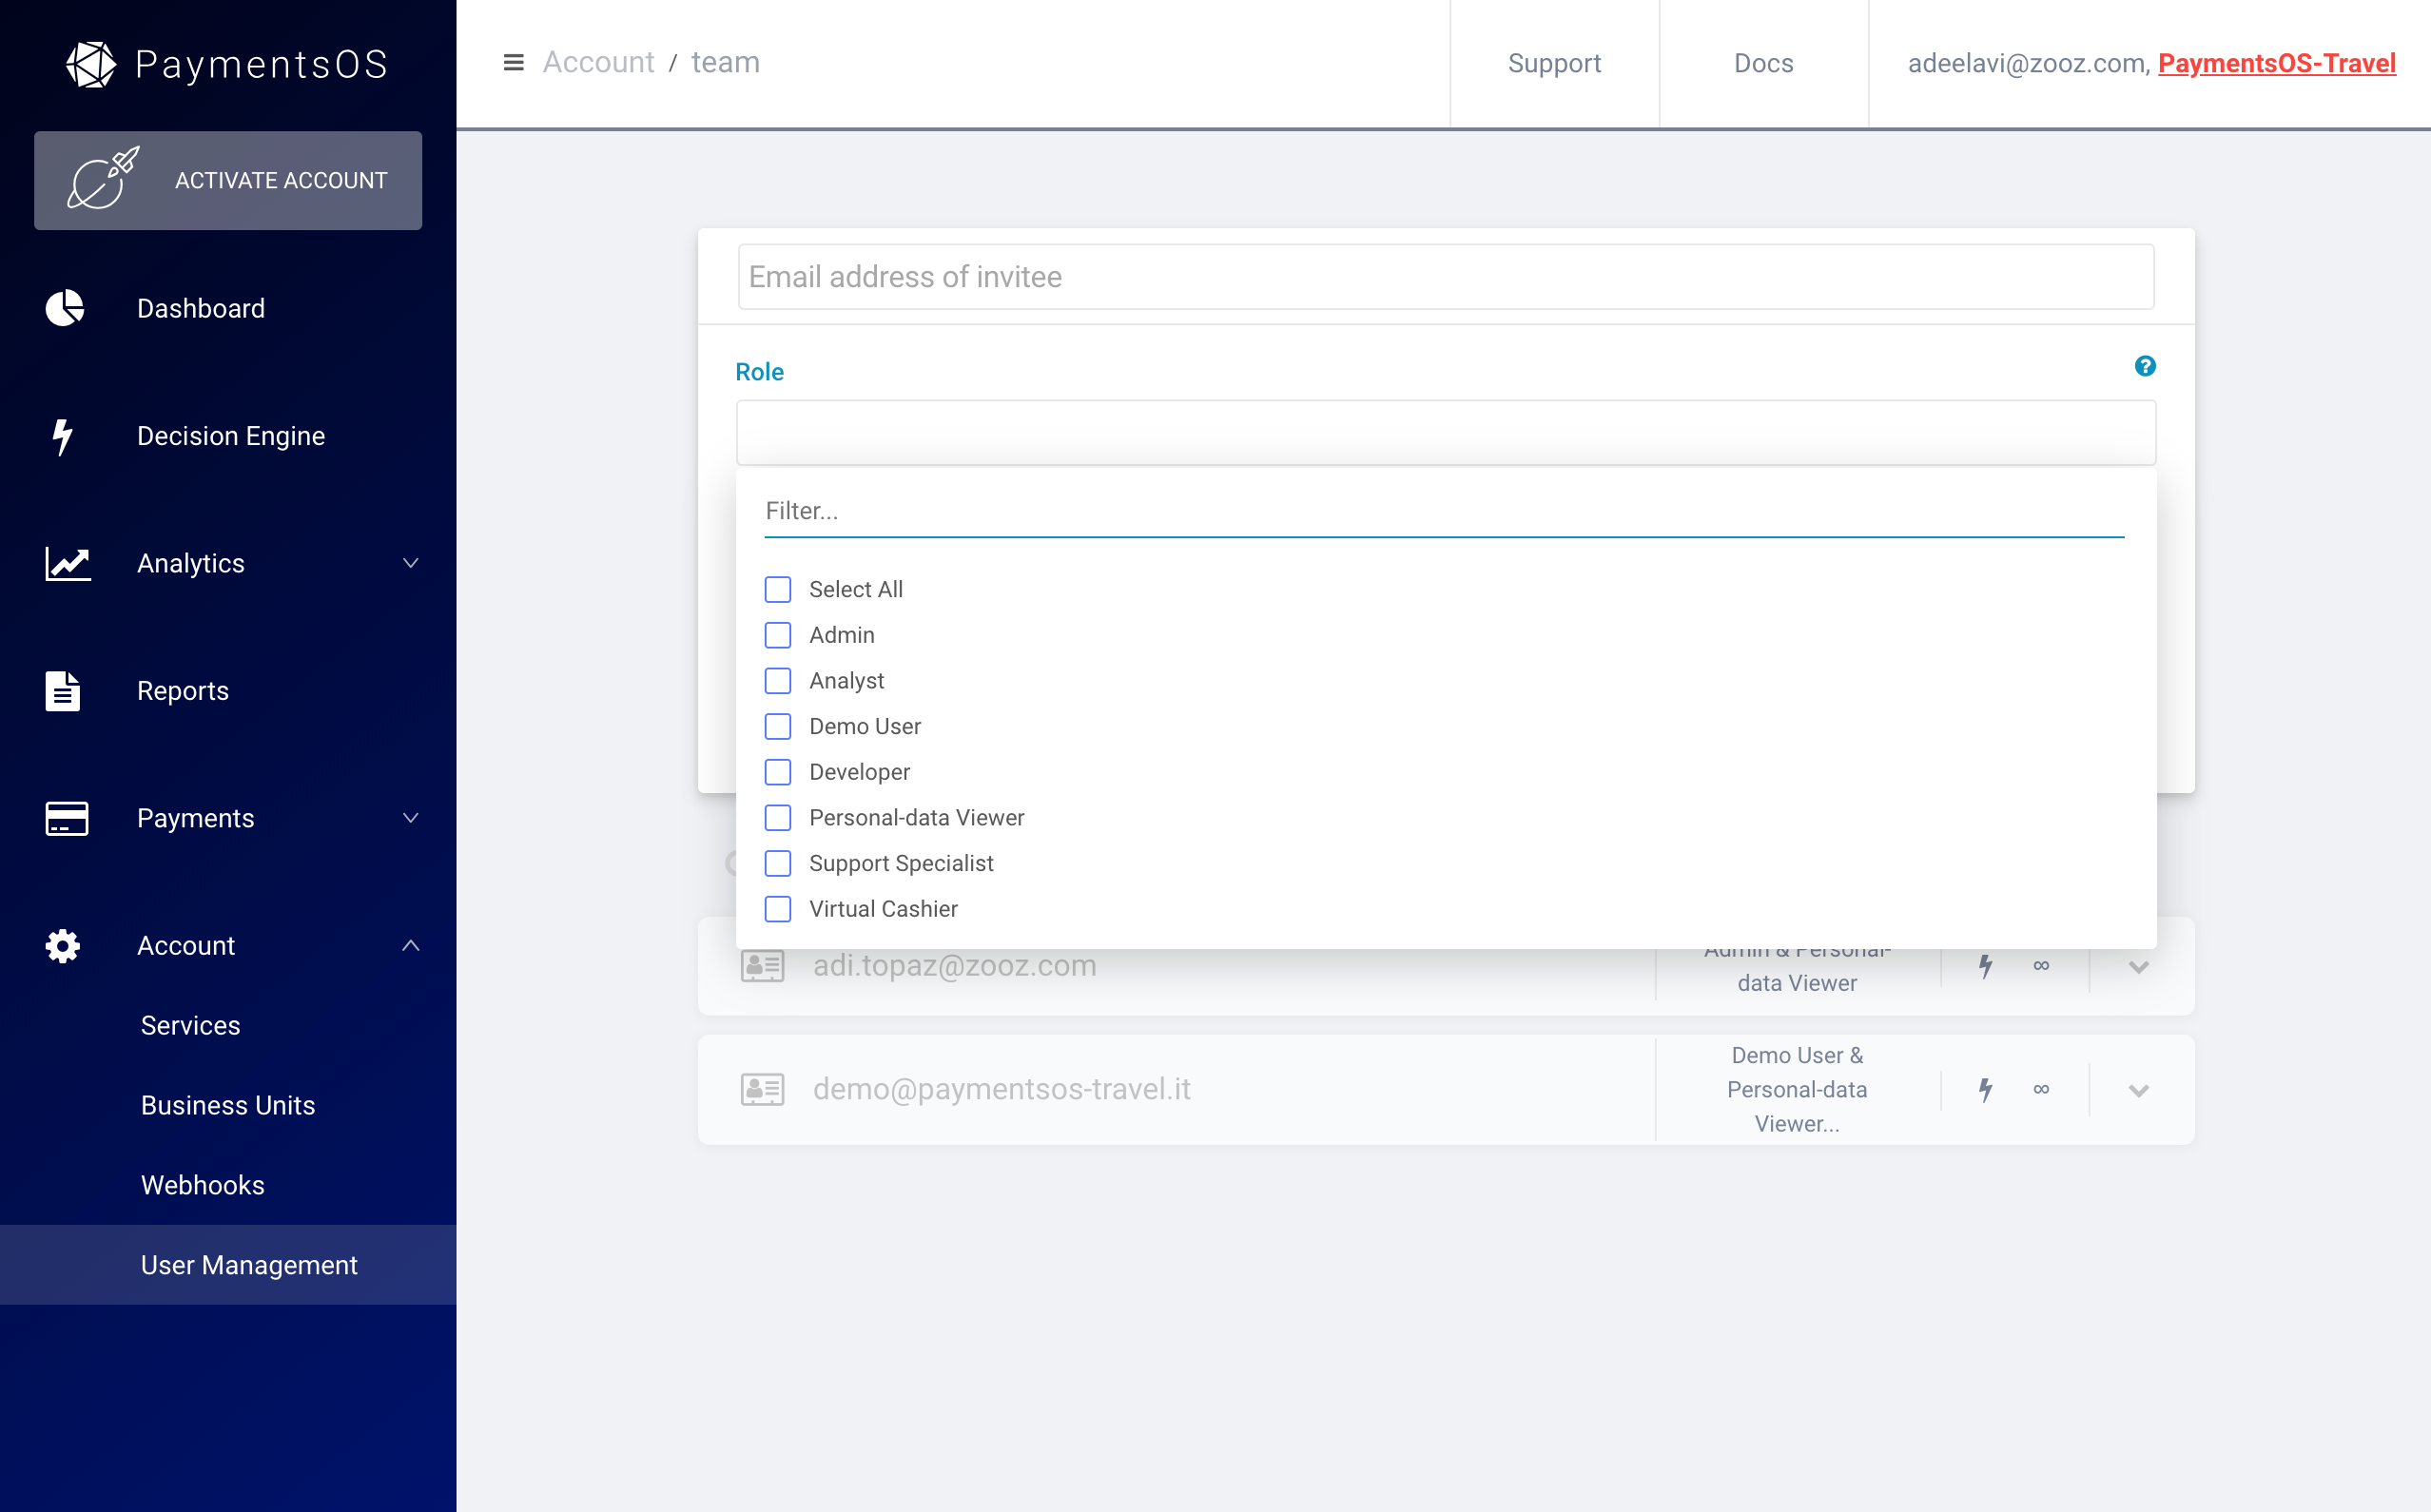 PaymentsOS
ACTIVATE ACCOUNT
Dashboard
Decision Engine
Analytics
Reports
Payments
Account
Services
Business Units
Webhooks
User Management
Account / team
Support
Docs
adeelavi@zooz.com, PaymentsOS-Travel
Email address of invitee
Role
Filter...
Select All
Admin
Analyst
Demo User
Developer
Personal-data Viewer
Support Specialist
Virtual Cashier
adi.topaz@zooz.com
Admin & Personal-
data Viewer
demo@paymentsos-travel.it
Demo User &
Personal-data
Viewer...